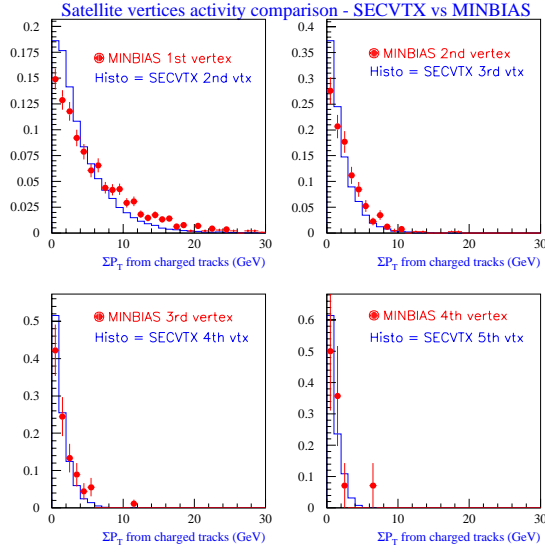 Satellite vertices activity comparison - SECVTX vs MINBIAS
MINBIAS 1st vertex
Histo = SECVTX 2nd vtx
0.2
0.175
0.15
0.125
0.1
0.075
0.05
0.025
0
0 10 20 30
ΣP_T from charged tracks (GeV)
MINBIAS 2nd vertex
Histo = SECVTX 3rd vtx
0.4
0.35
0.3
0.25
0.2
0.15
0.1
0.05
0
0 10 20 30
ΣP_T from charged tracks (GeV)
MINBIAS 3rd vertex
Histo = SECVTX 4th vtx
0.5
0.4
0.3
0.2
0.1
0
0 10 20 30
ΣP_T from charged tracks (GeV)
MINBIAS 4th vertex
Histo = SECVTX 5th vtx
0.6
0.5
0.4
0.3
0.2
0.1
0
0 10 20 30
ΣP_T from charged tracks (GeV)